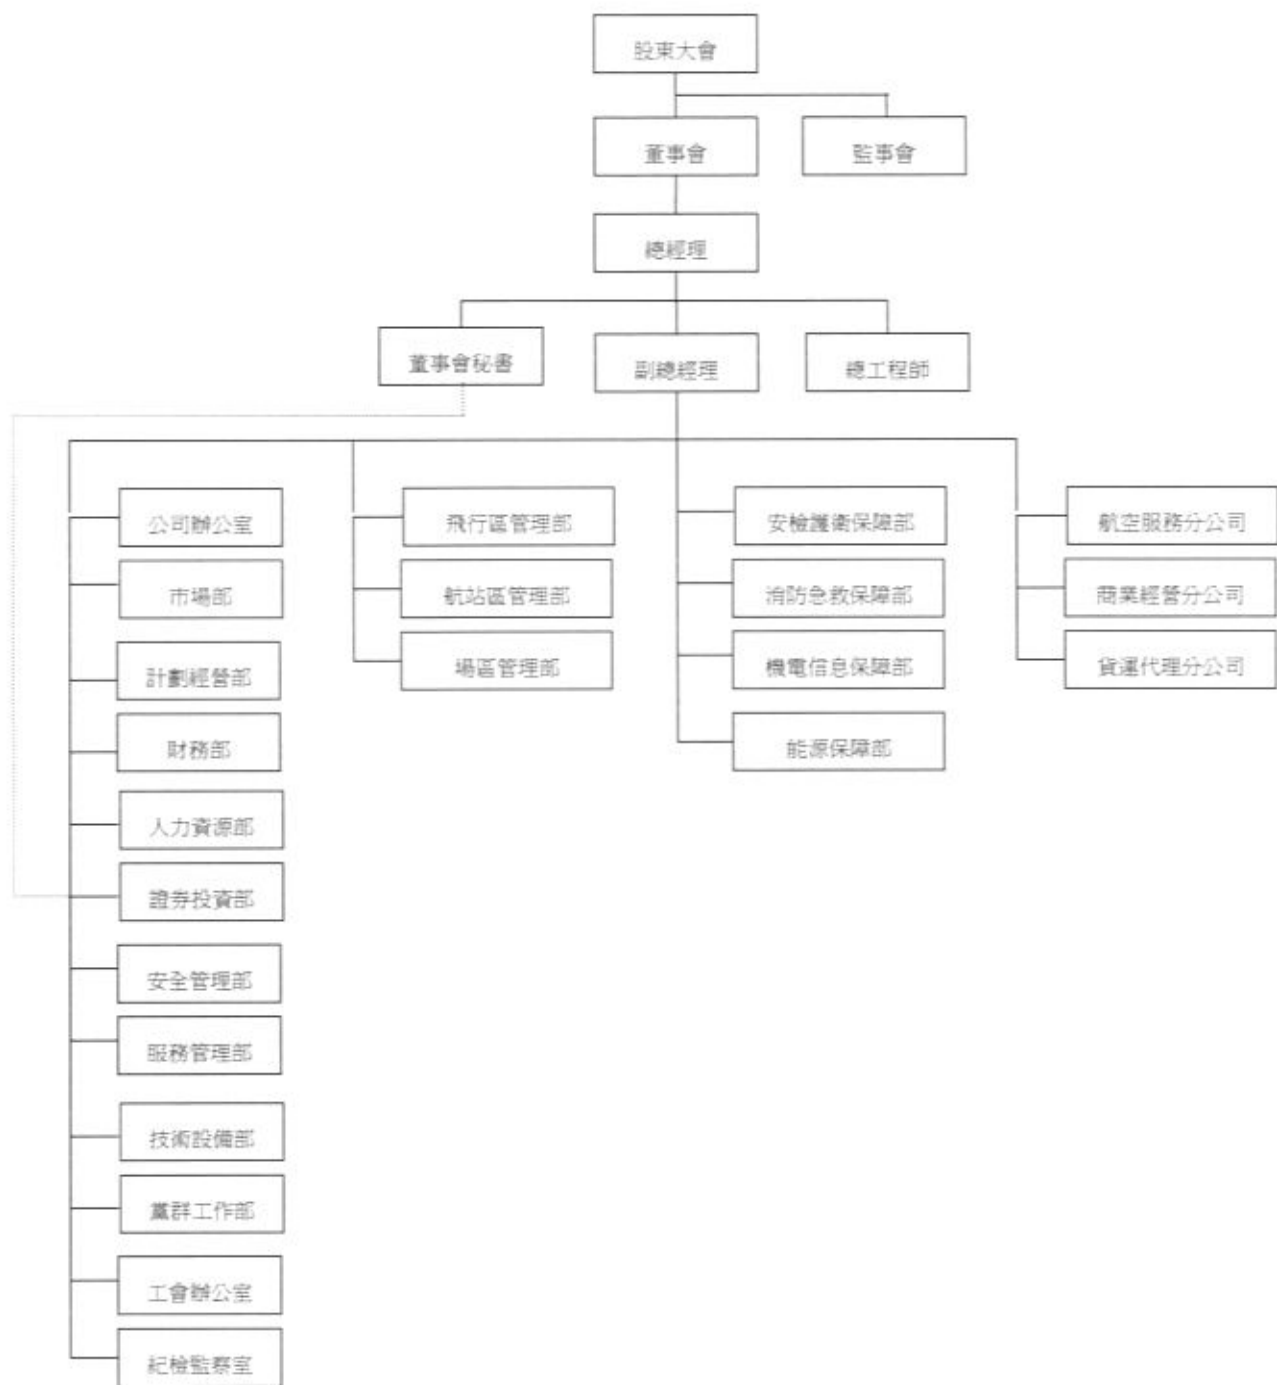 股東大會
董事會
監事會
總經理
董事會秘書
副總經理
總工程師
公司辦公室
市場部
計劃經營部
財務部
人力資源部
證券投資部
安全管理部
服務管理部
技術設備部
黨群工作部
工會辦公室
紀檢監察室
飛行區管理部
航站區管理部
場區管理部
安檢護衛保障部
消防急救保障部
機電信息保障部
能源保障部
航空服務分公司
商業經營分公司
貨運代理分公司